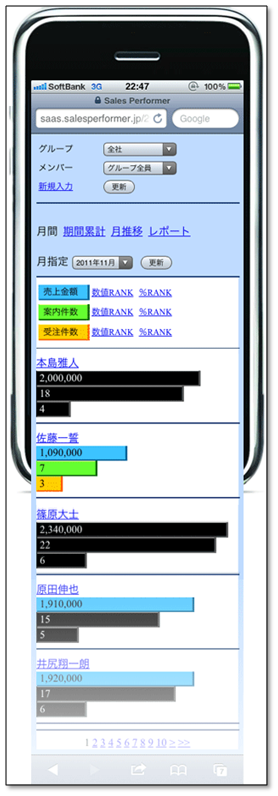 SoftBank 3G 22:47 100%
Sales Performer
saas.salesperformer.jp/2 Google
グループ 全社
メンバー グループ全員
新規入力 更新
月間 期間累計 月推移 レポート
月指定 2011年11月 更新
売上金額 数値RANK %RANK
案内件数 数値RANK %RANK
受注件数 数値RANK %RANK
本島雅人
2,000,000
18
4
佐藤一誓
1,090,000
7
3
篠原大士
2,340,000
22
6
原田伸也
1,910,000
15
5
井尻翔一朗
1,920,000
17
6
1 2 3 4 5 6 7 8 9 10 > >>
7